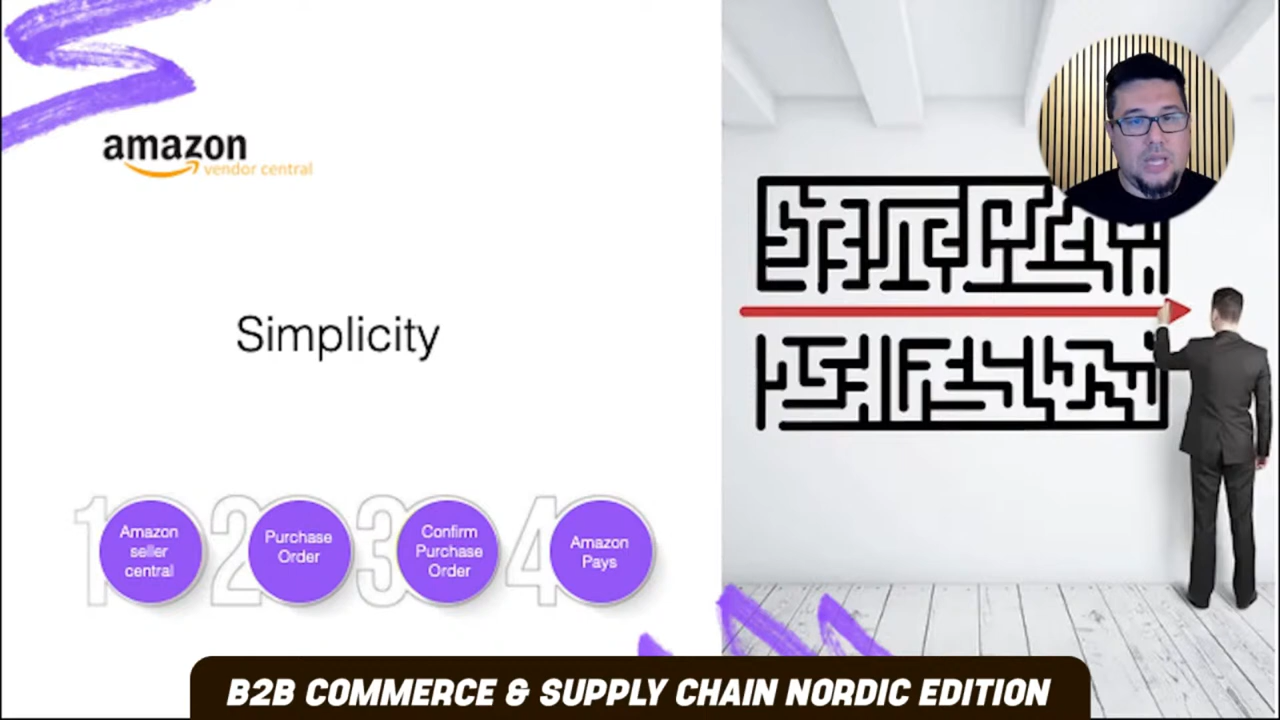 amazon
vendor central
Simplicity
1
Amazon
seller
central
2
Purchase
Order
3
Confirm
Purchase
Order
4
Amazon
Pays
B2B COMMERCE & SUPPLY CHAIN NORDIC EDITION